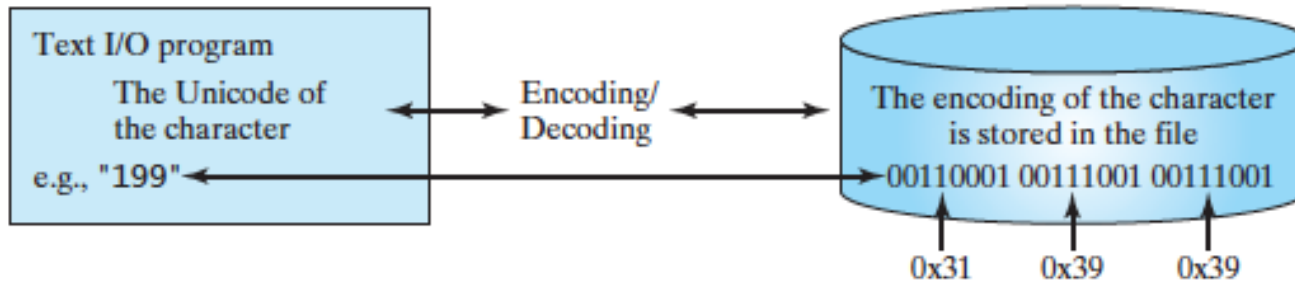 Text I/O program
The Unicode of
the character
e.g., "199"
Encoding/
Decoding
The encoding of the character
is stored in the file
00110001 00111001 00111001
0x31 0x39 0x39